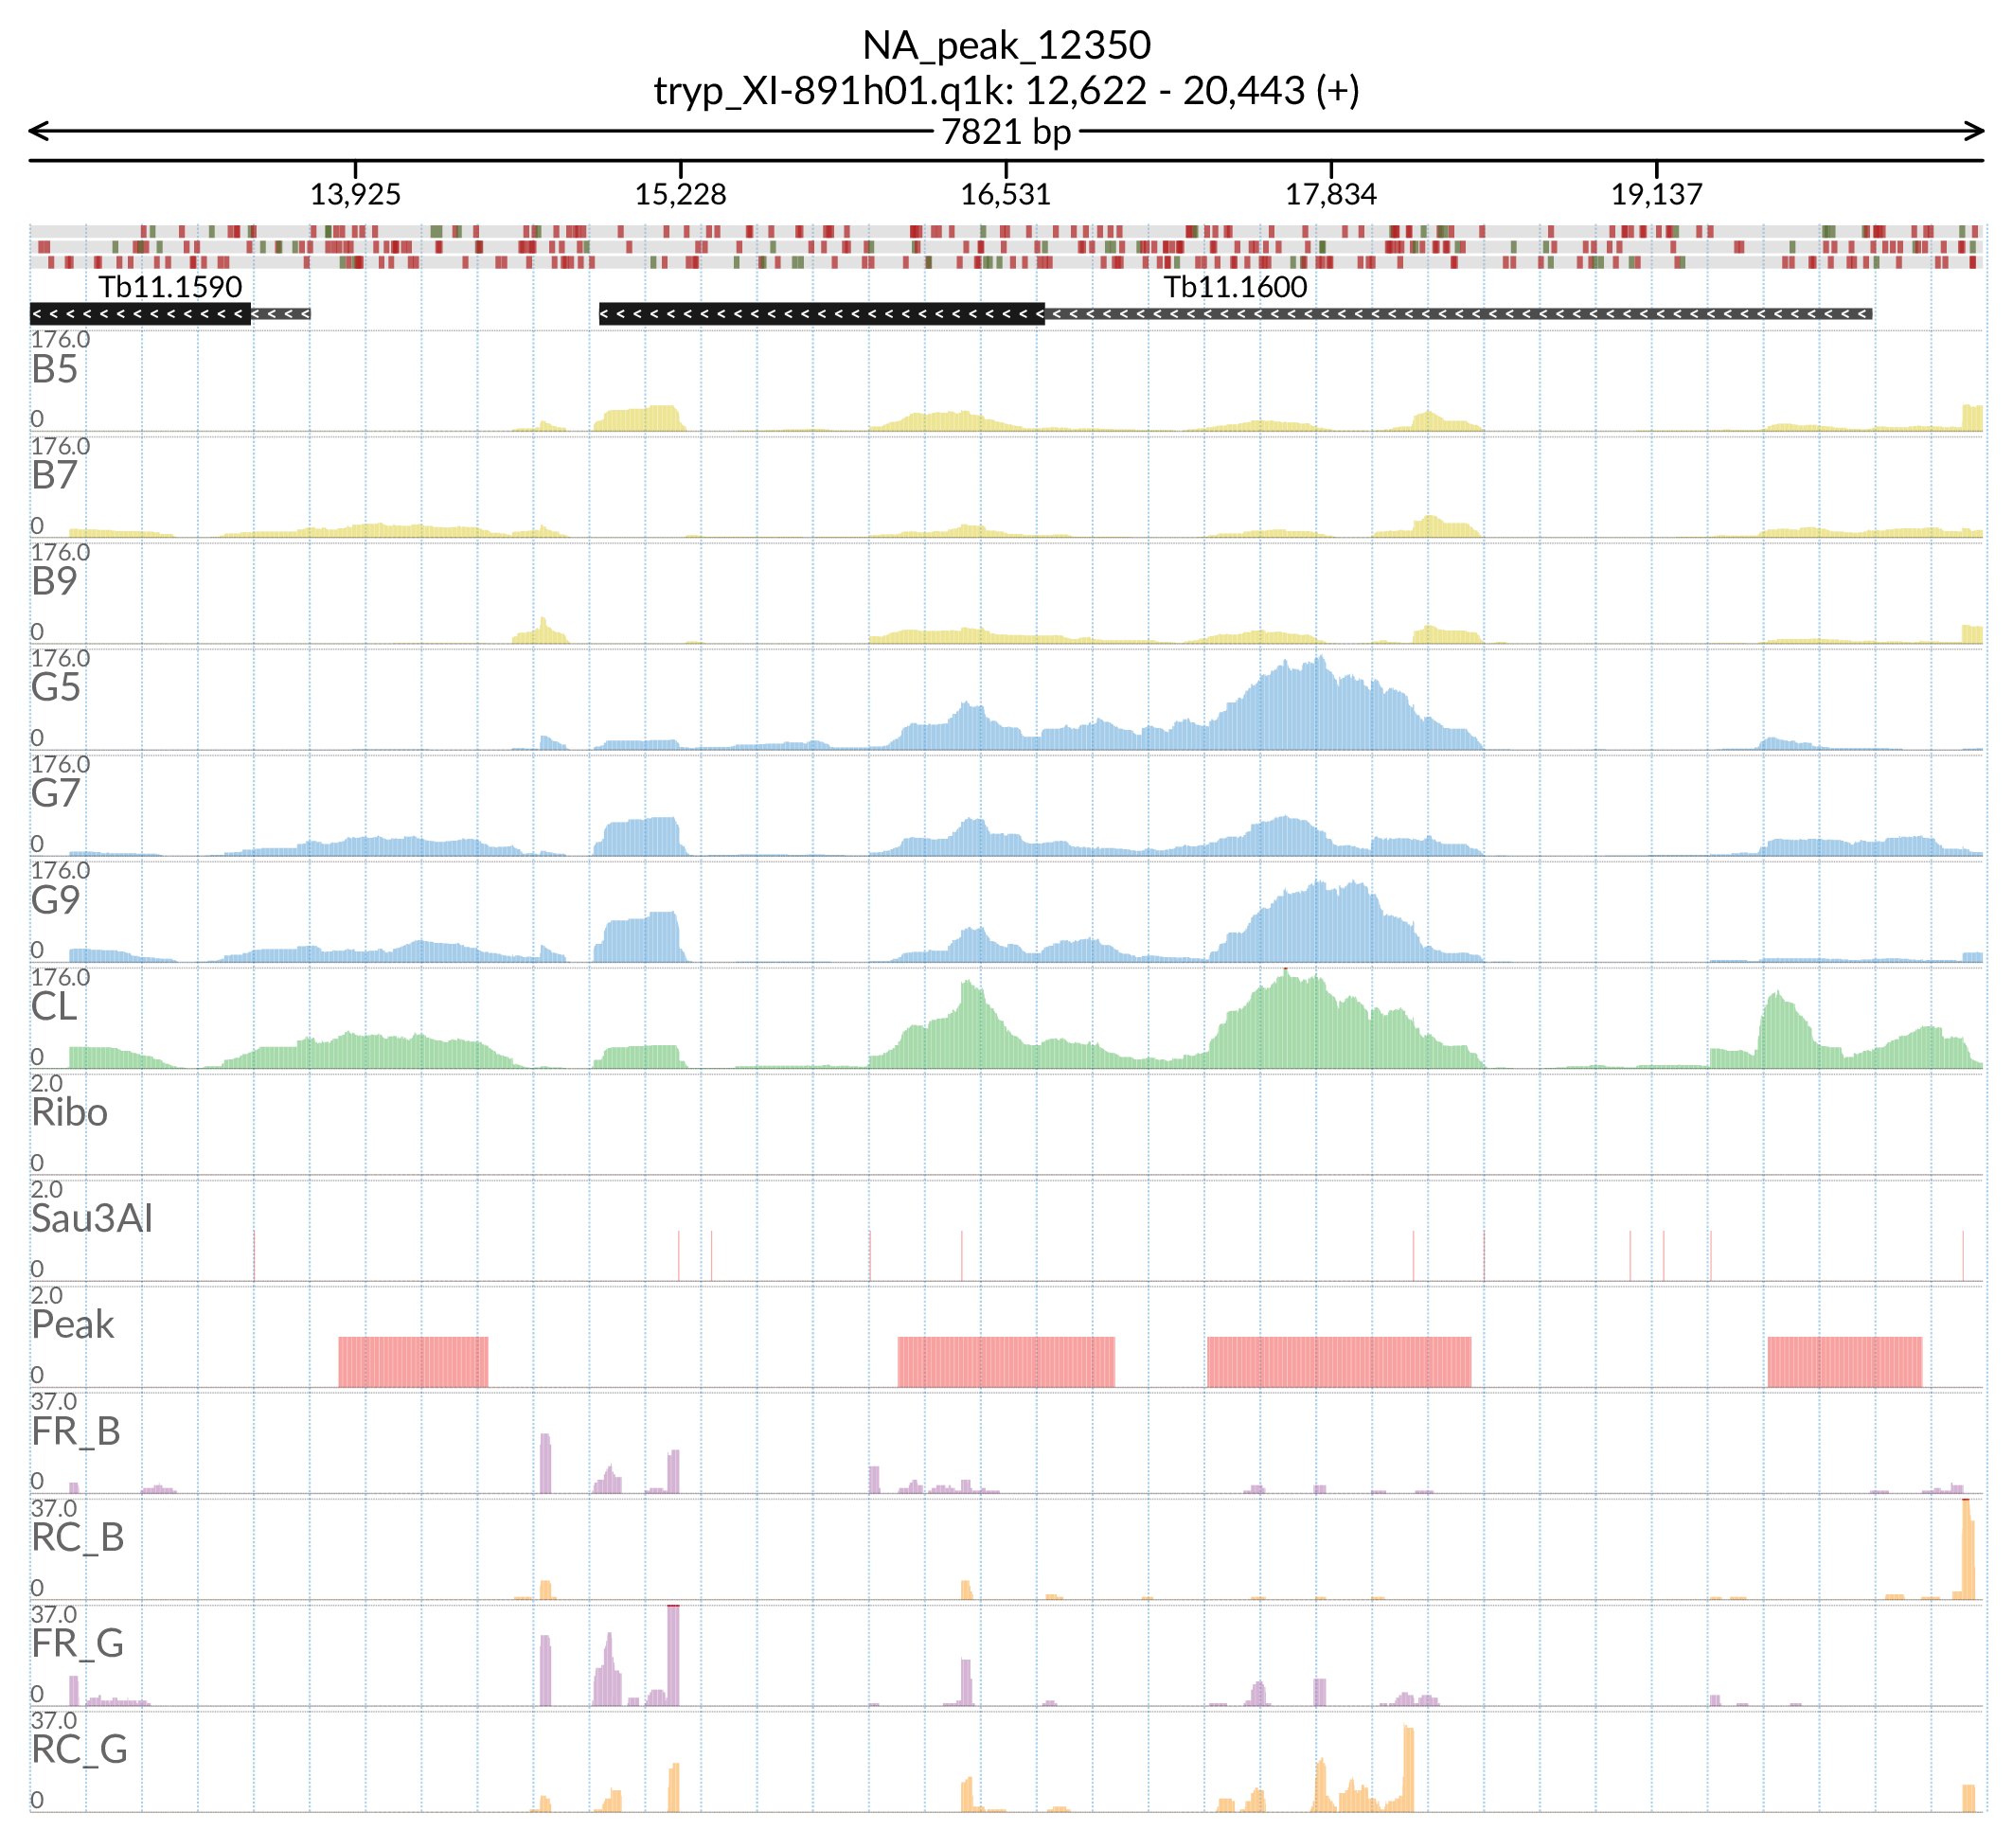 NA_peak_12350
tryp_XI-891h01.q1k: 12,622 - 20,443 (+)
7821 bp
13,925 15,228 16,531 17,834 19,137
Tb11.1590 Tb11.1600
176.0
B5
0
176.0
B7
0
176.0
B9
0
176.0
G5
0
176.0
G7
0
176.0
G9
0
176.0
CL
0
2.0
Ribo
0
2.0
Sau3AI
0
2.0
Peak
0
37.0
FR_B
0
37.0
RC_B
0
37.0
FR_G
0
37.0
RC_G
0